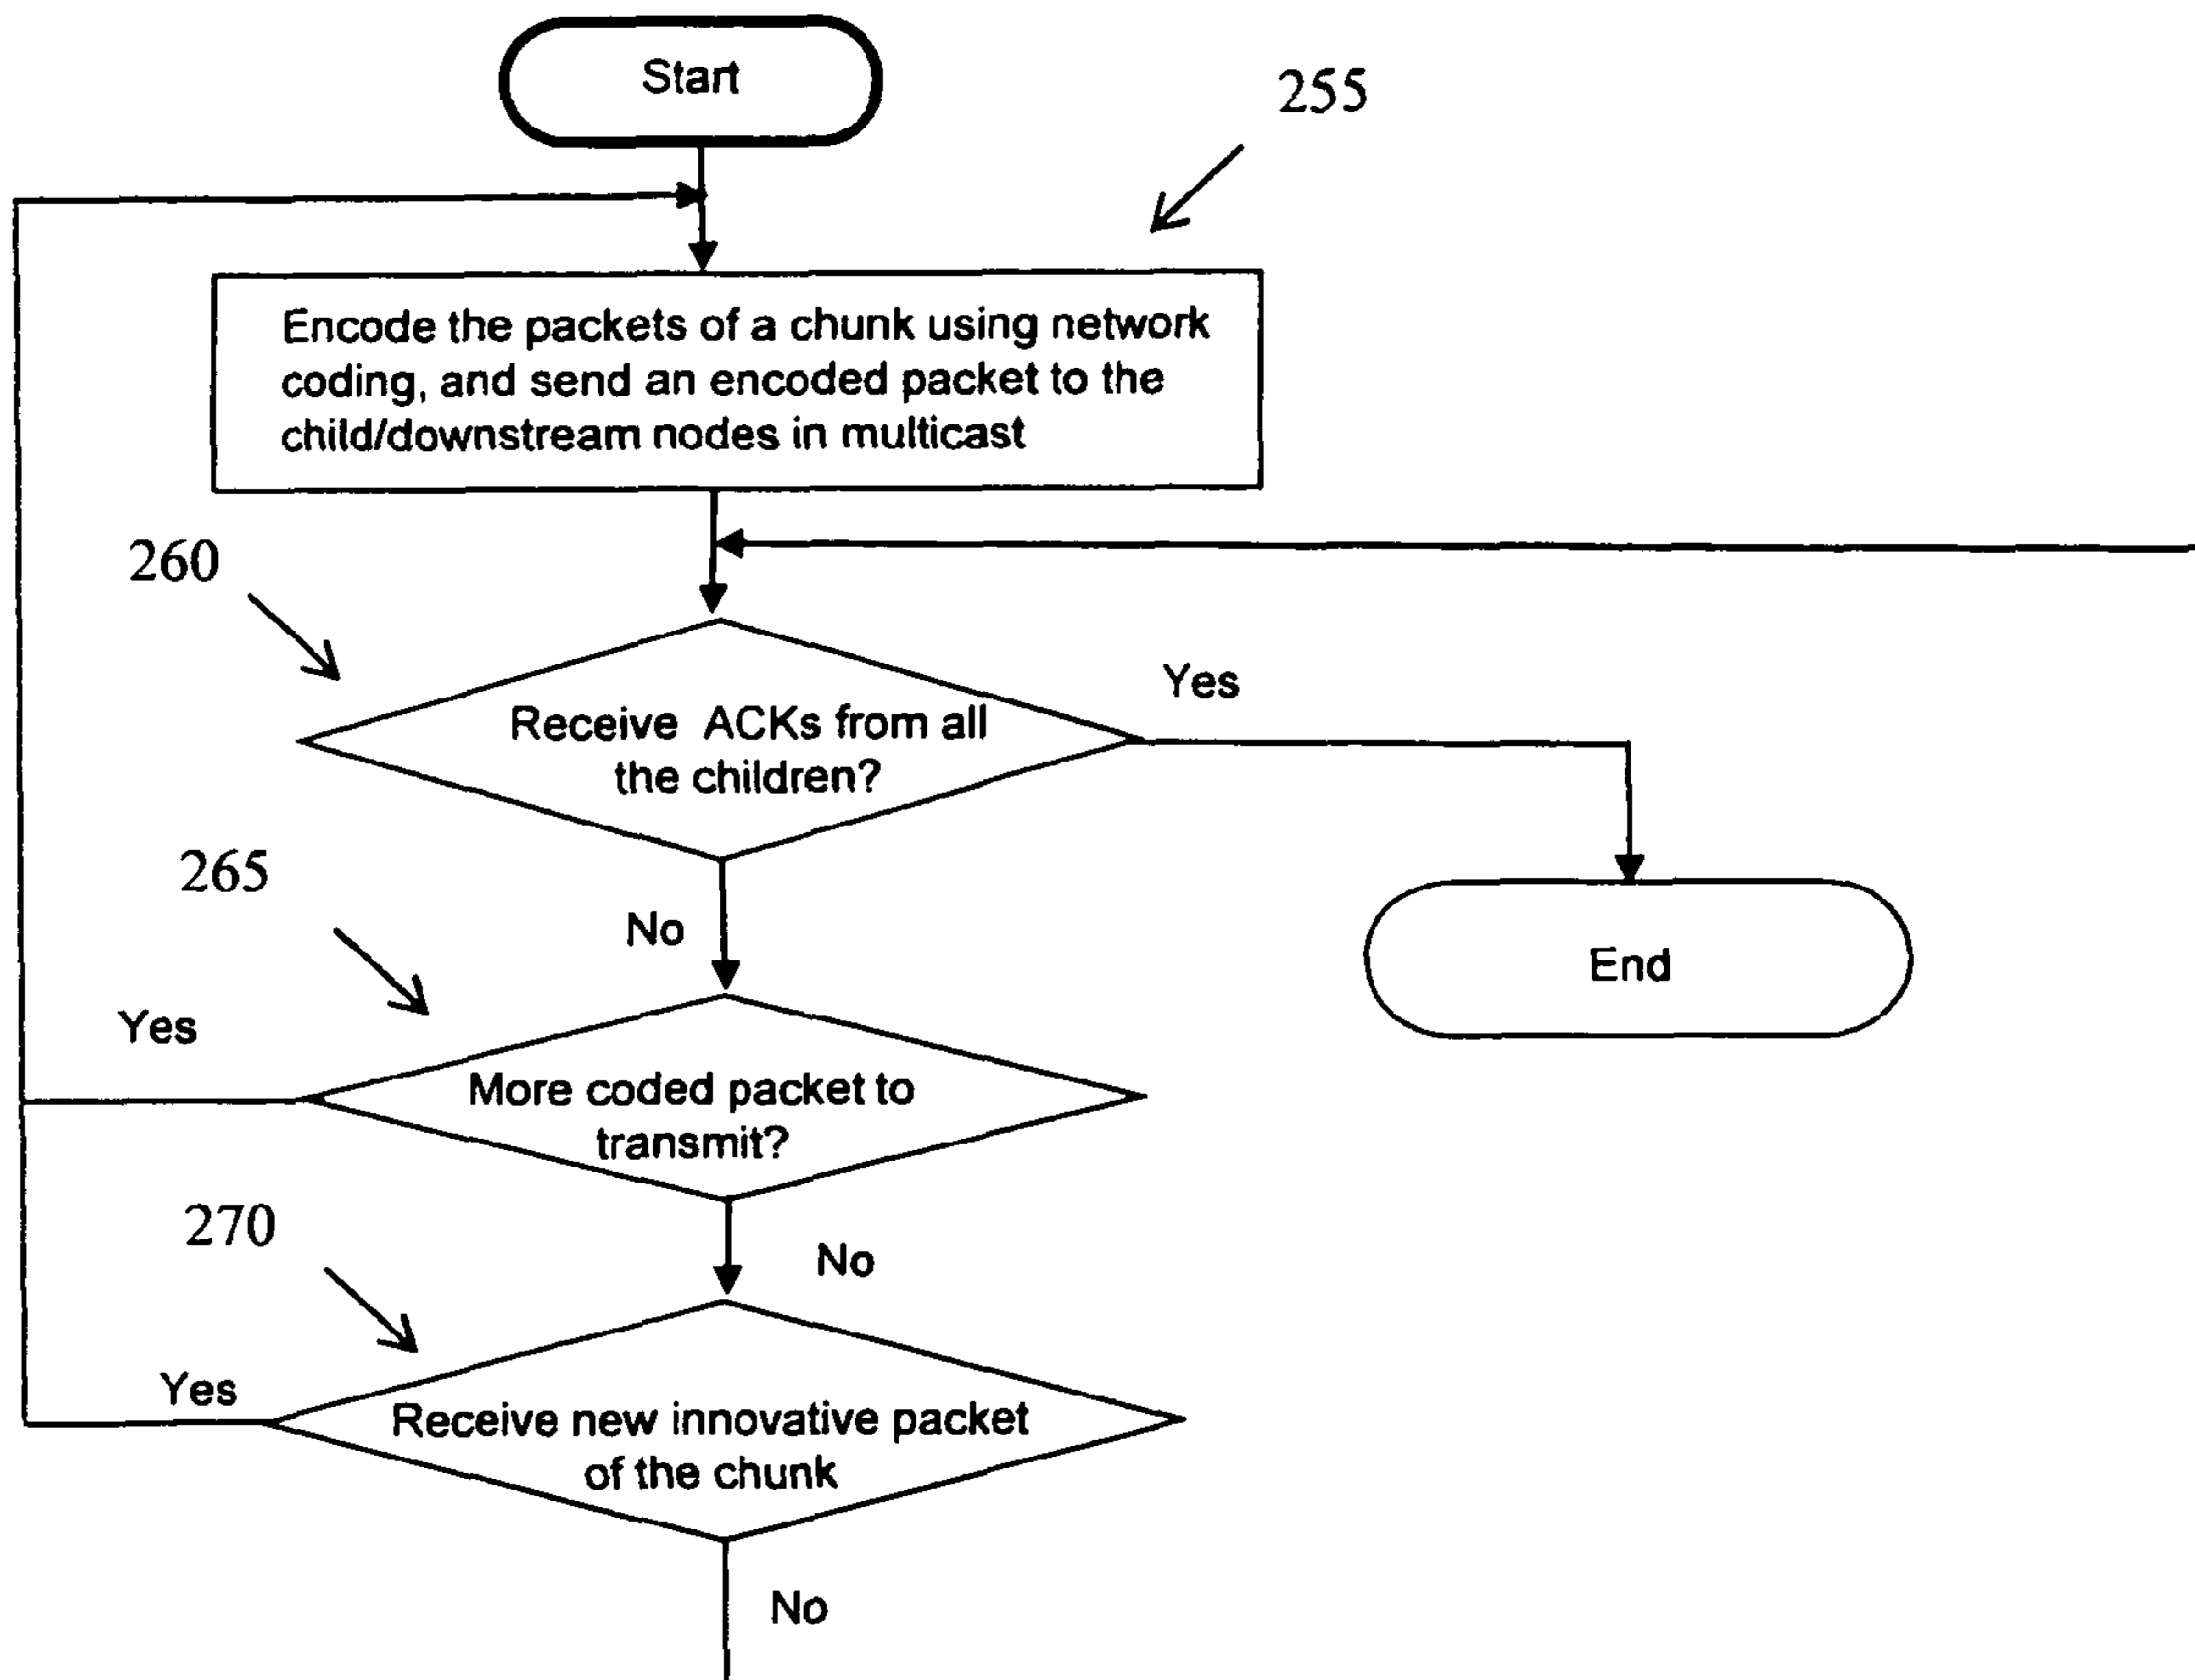 Start
255
Encode the packets of a chunk using network
coding, and send an encoded packet to the
child/downstream nodes in multicast
260
Yes
Receive ACKs from all
the children?
265
No
End
Yes
More coded packet to
transmit?
270
No
Yes
Receive new innovative packet
of the chunk
No